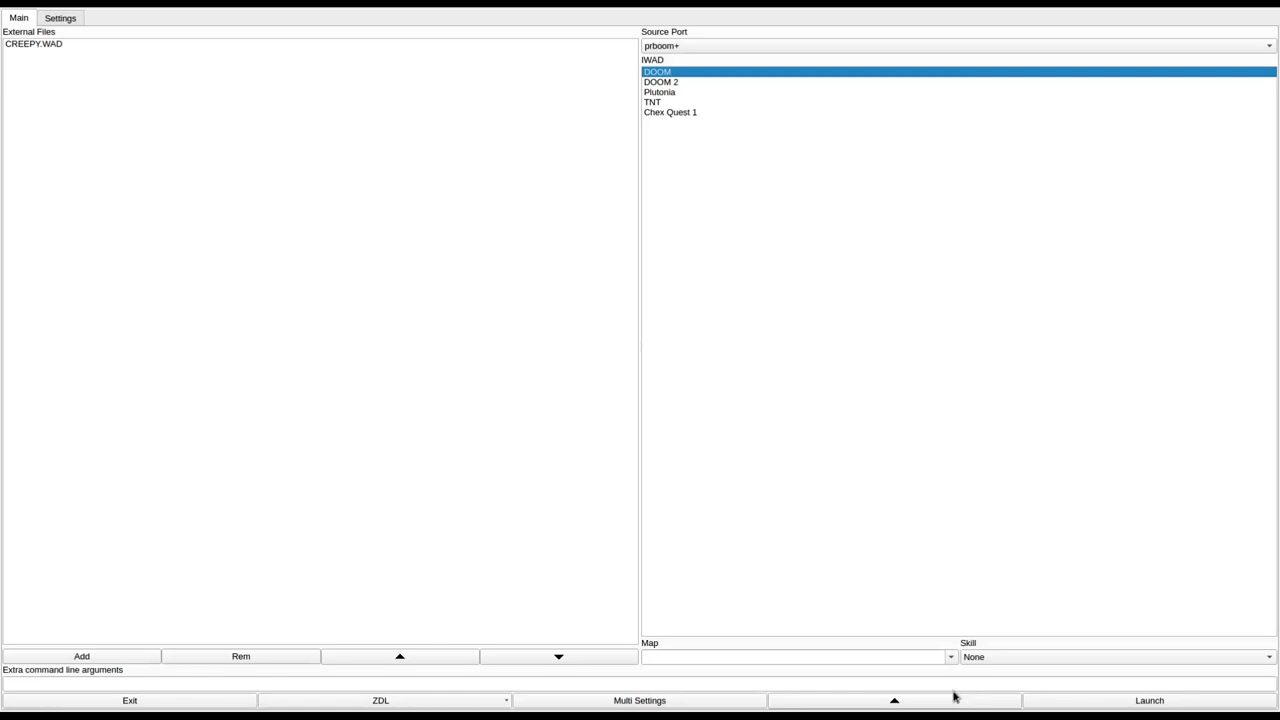 Main
Settings
External Files
CREEPY.WAD
Source Port
prboom+
IWAD
DOOM
DOOM 2
Plutonia
TNT
Chex Quest 1
Add
Rem
Map
Skill
None
Extra command line arguments
Exit
ZDL
Multi Settings
Launch